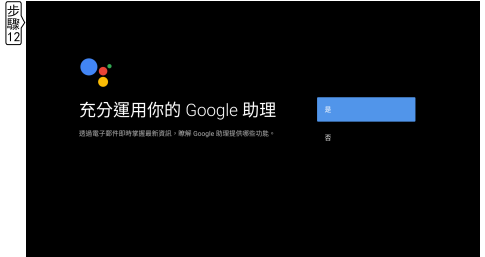 步驟12
充分運用你的 Google 助理
透過電子郵件即時掌握最新資訊，瞭解 Google 助理提供哪些功能。
是
否